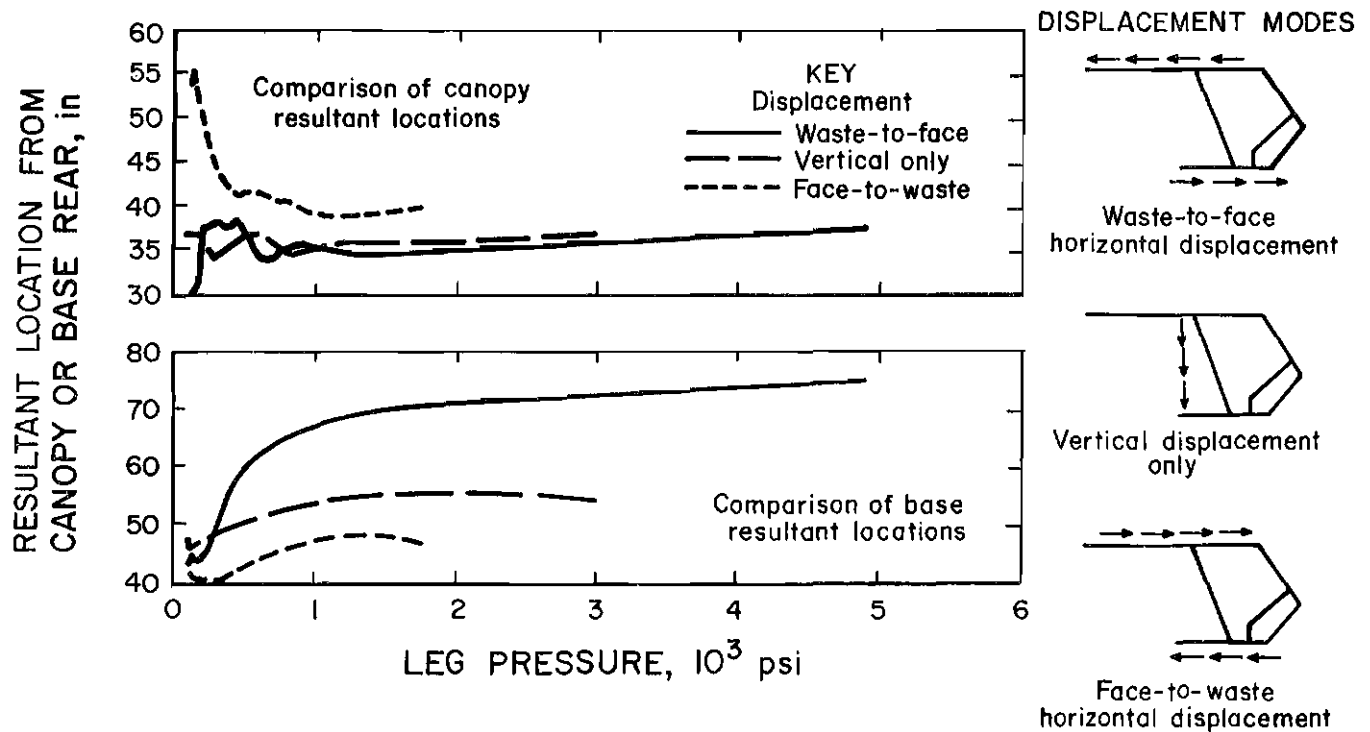 RESULTANT LOCATION FROM
CANOPY OR BASE REAR, in
60
55
50
45
40
35
30
Comparison of canopy
resultant locations
KEY
Displacement
Waste-to-face
Vertical only
Face-to-waste
80
70
60
50
40
Comparison of base
resultant locations
0 1 2 3 4 5 6
LEG PRESSURE, 10³ psi
DISPLACEMENT MODES
Waste-to-face
horizontal displacement
Vertical displacement
only
Face-to-waste
horizontal displacement